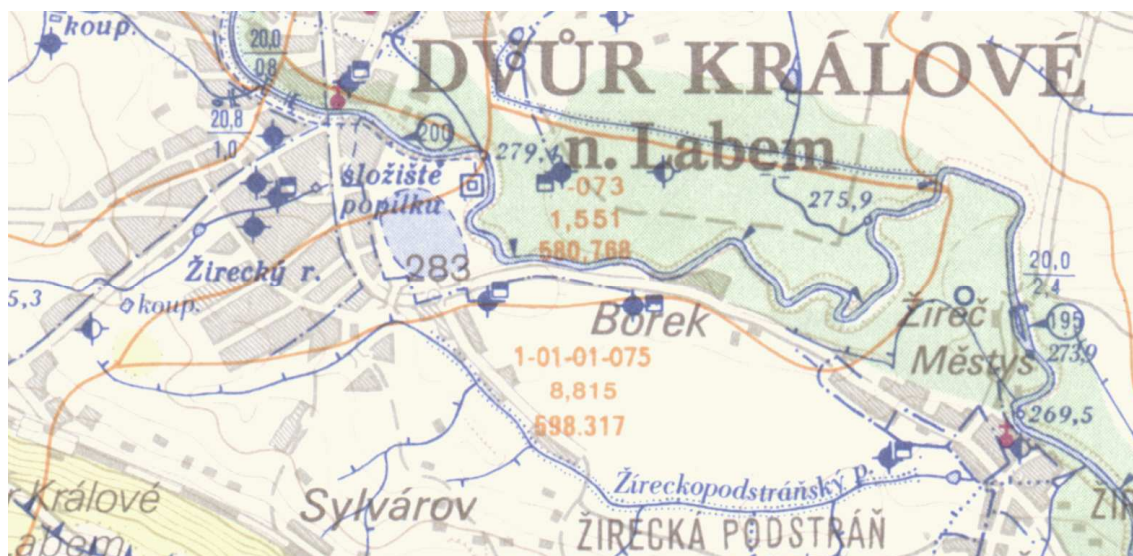 koup.
20,0
0,8
DVŮR KRÁLOVÉ
n. Labem
20,8
1,0
200
279,4
složiště
popílku
-073
1,551
580,768
275,9
Žirecký r.
283
5,3
koup.
Borek
20,0
2,4
195
Žireč
Městys
273,9
1-01-01-075
8,815
598.317
269,5
Králové
Labem
Sylvárov
Žireckopodstráňský p.
ŽIRECKÁ PODSTRÁŇ